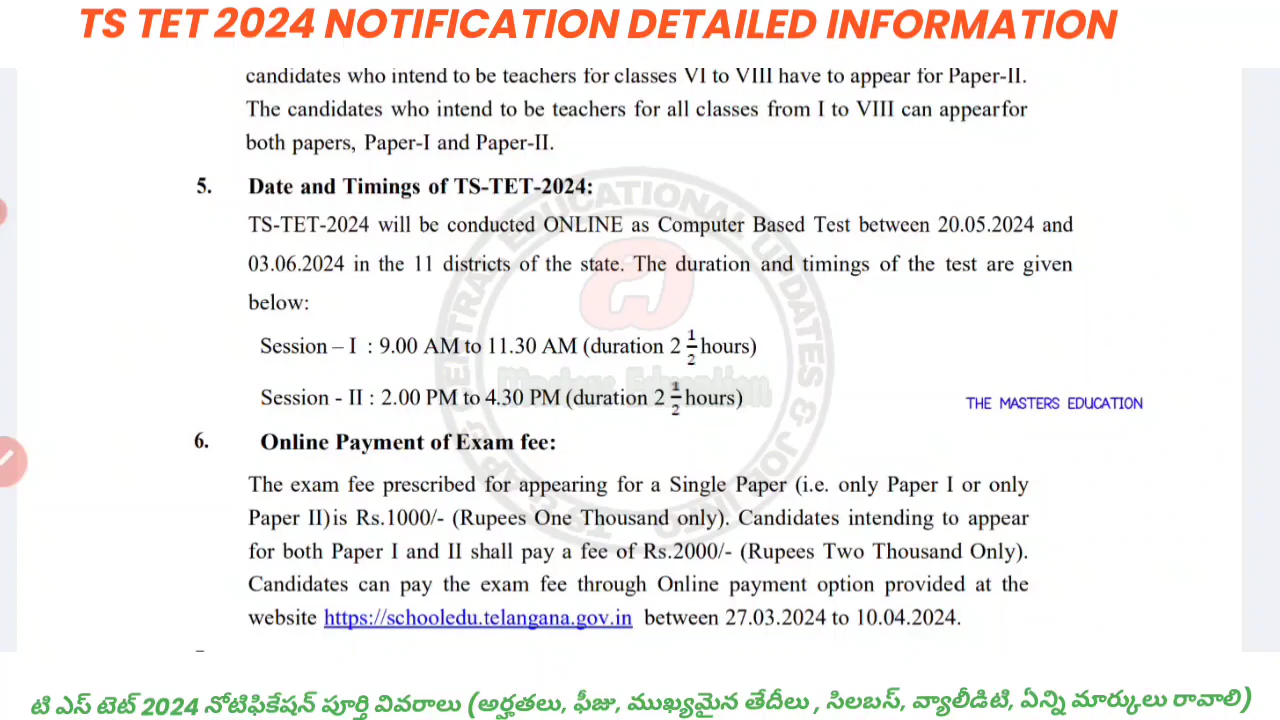 TS TET 2024 NOTIFICATION DETAILED INFORMATION
candidates who intend to be teachers for classes VI to VIII have to appear for Paper-II.
The candidates who intend to be teachers for all classes from I to VIII can appearfor
both papers, Paper-I and Paper-II.
5. Date and Timings of TS-TET-2024:
TS-TET-2024 will be conducted ONLINE as Computer Based Test between 20.05.2024 and
03.06.2024 in the 11 districts of the state. The duration and timings of the test are given
below:
Session – I : 9.00 AM to 11.30 AM (duration 2 1/2 hours)
Session - II : 2.00 PM to 4.30 PM (duration 2 1/2 hours)
THE MASTERS EDUCATION
6. Online Payment of Exam fee:
The exam fee prescribed for appearing for a Single Paper (i.e. only Paper I or only
Paper II)is Rs.1000/- (Rupees One Thousand only). Candidates intending to appear
for both Paper I and II shall pay a fee of Rs.2000/- (Rupees Two Thousand Only).
Candidates can pay the exam fee through Online payment option provided at the
website https://schooledu.telangana.gov.in between 27.03.2024 to 10.04.2024.
టి ఎస్ టెట్ 2024 నోటిఫికేషన్ పూర్తి వివరాలు (అర్హతలు, ఫీజు, ముఖ్యమైన తేదీలు , సిలబస్, వ్యాలీడిటి, ఏన్ని మార్కులు రావాలి)